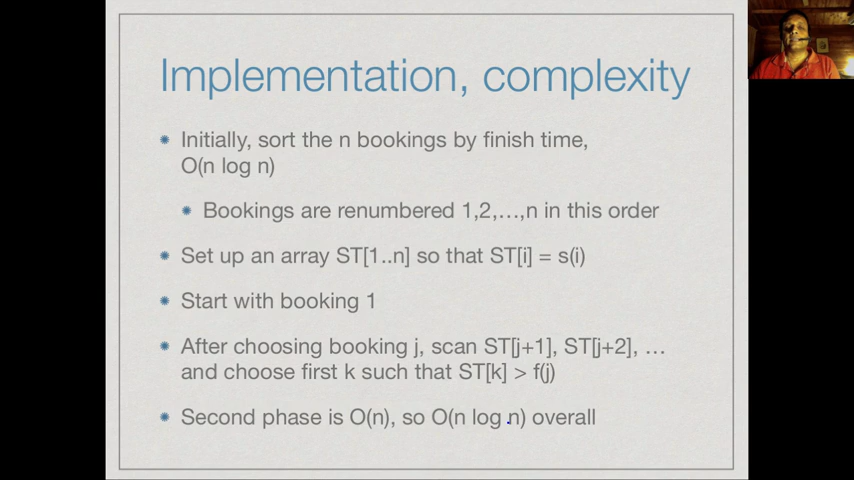 Implementation, complexity
Initially, sort the n bookings by finish time,
O(n log n)
Bookings are renumbered 1,2,…,n in this order
Set up an array ST[1..n] so that ST[i] = s(i)
Start with booking 1
After choosing booking j, scan ST[j+1], ST[j+2], …
and choose first k such that ST[k] > f(j)
Second phase is O(n), so O(n log n) overall